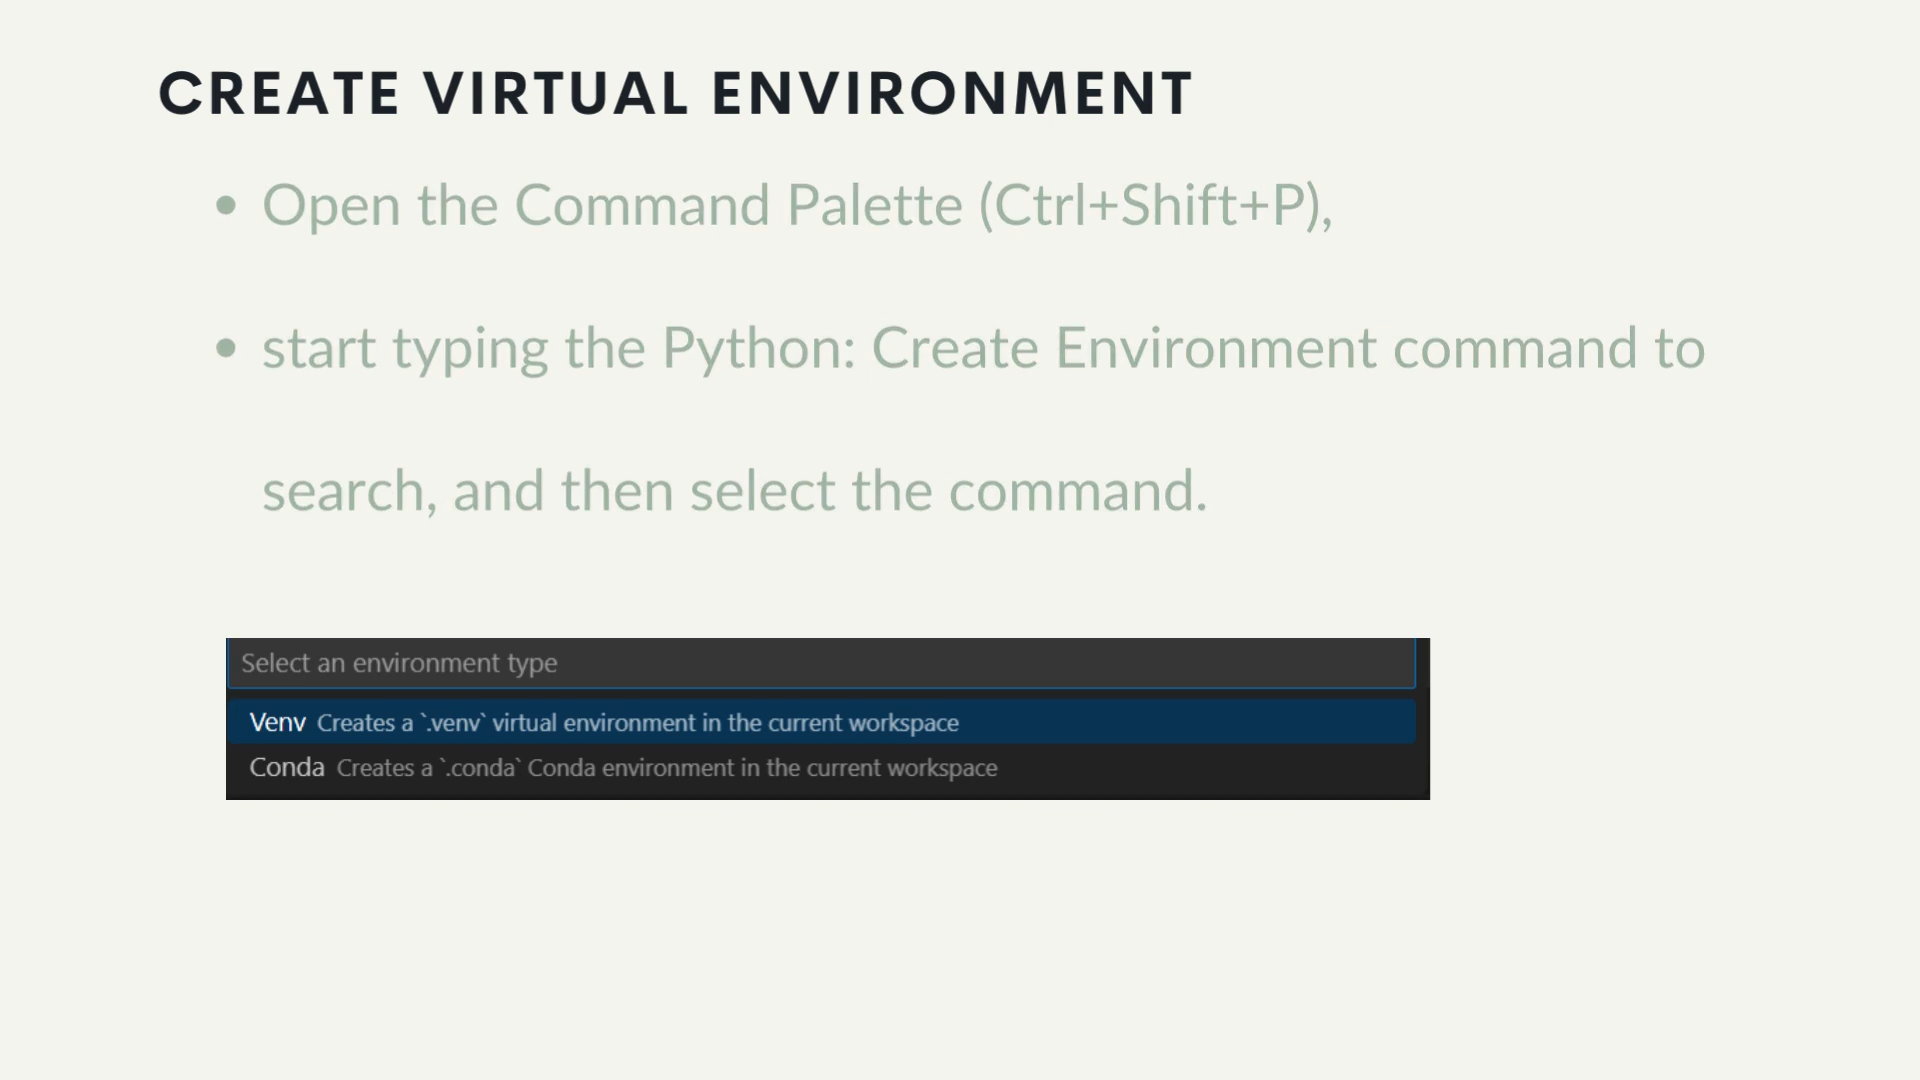 CREATE VIRTUAL ENVIRONMENT
• Open the Command Palette (Ctrl+Shift+P),
• start typing the Python: Create Environment command to
search, and then select the command.
Select an environment type
Venv Creates a `.venv` virtual environment in the current workspace
Conda Creates a `.conda` Conda environment in the current workspace